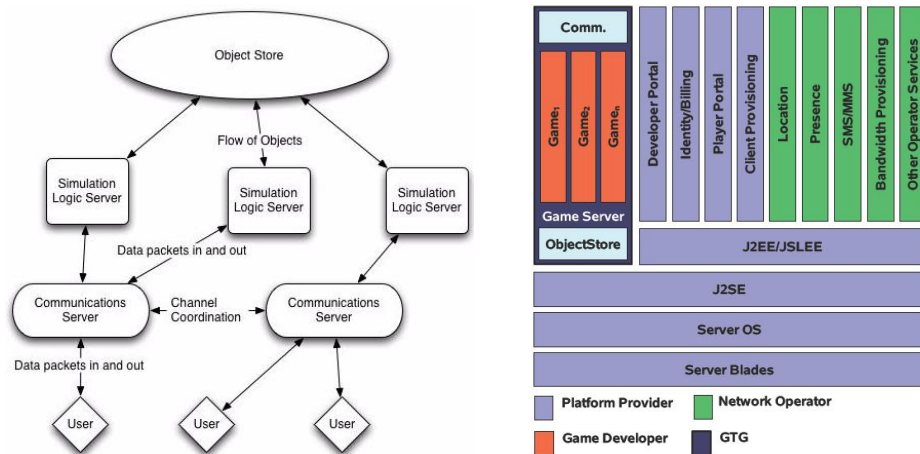 Object Store
Flow of Objects
Simulation
Logic Server
Simulation
Logic Server
Simulation
Logic Server
Data packets in and out
Communications
Server
Channel
Coordination
Communications
Server
Data packets in and out
User
User
User
Comm.
Game1
Game2
Gamen
Game Server
ObjectStore
Developer Portal
Identity/Billing
Player Portal
Client Provisioning
Location
Presence
SMS/MMS
Bandwidth Provisioning
Other Operator Services
J2EE/JSLEE
J2SE
Server OS
Server Blades
Platform Provider
Network Operator
Game Developer
GTG